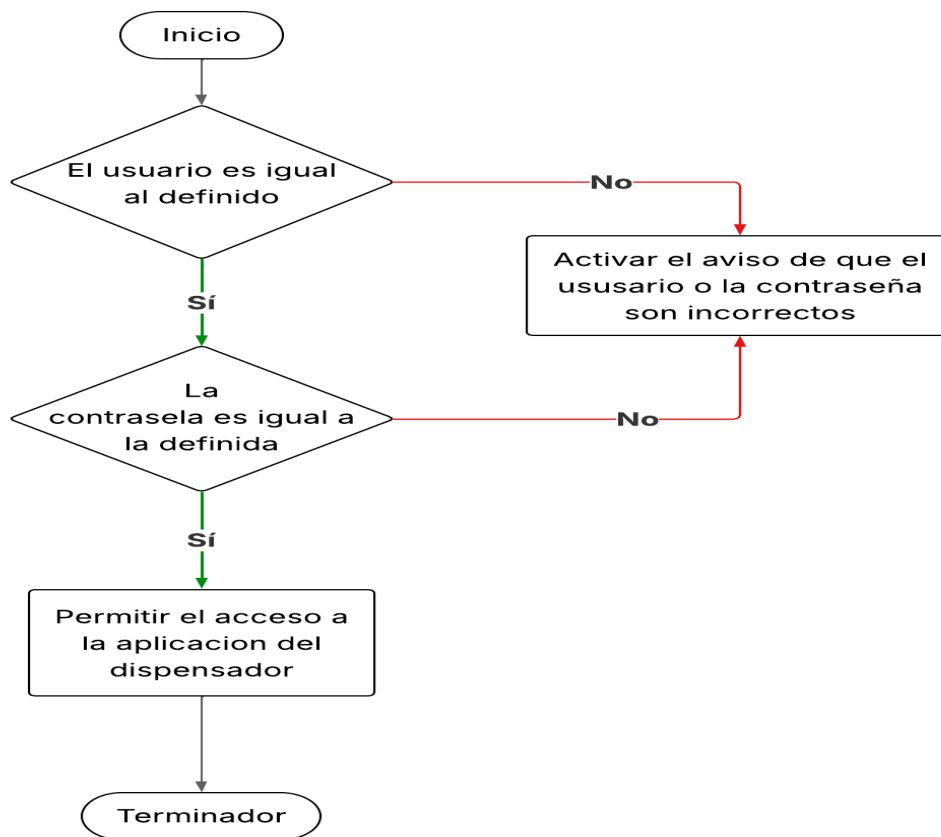 Inicio
El usuario es igual
al definido
No
Activar el aviso de que el
ususario o la contraseña
son incorrectos
Sí
La
contrasela es igual a
la definida
No
Sí
Permitir el acceso a
la aplicacion del
dispensador
Terminador